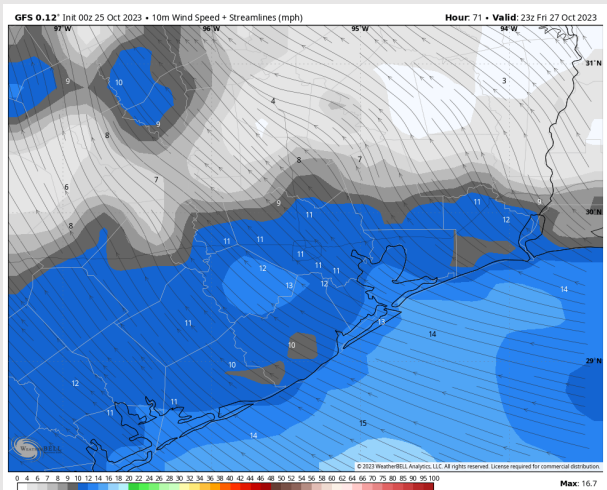 GFS 0.12° Init 00z 25 Oct 2023 • 10m Wind Speed + Streamlines (mph) Hour: 71 • Valid: 23z Fri 27 Oct 2023
97°W 96°W 95°W 94°W
31°N
9 10 3
4
9
8
8 7
7
6
9 11 9
11 12
30°N
8
11 11
11
12 11 11
13 12
14
11 13
14
10
29°N
10
12
11 11
15
14
WeatherBELL
© 2023 WeatherBELL Analytics, LLC. All rights reserved. License required for commercial distribution.
0 2 4 6 8 9 10 12 14 16 18 20 22 24 26 28 30 32 34 36 38 40 42 44 46 48 50 52 54 56 58 60 62 64 66 68 70 75 80 85 90 95 100
Max: 16.7